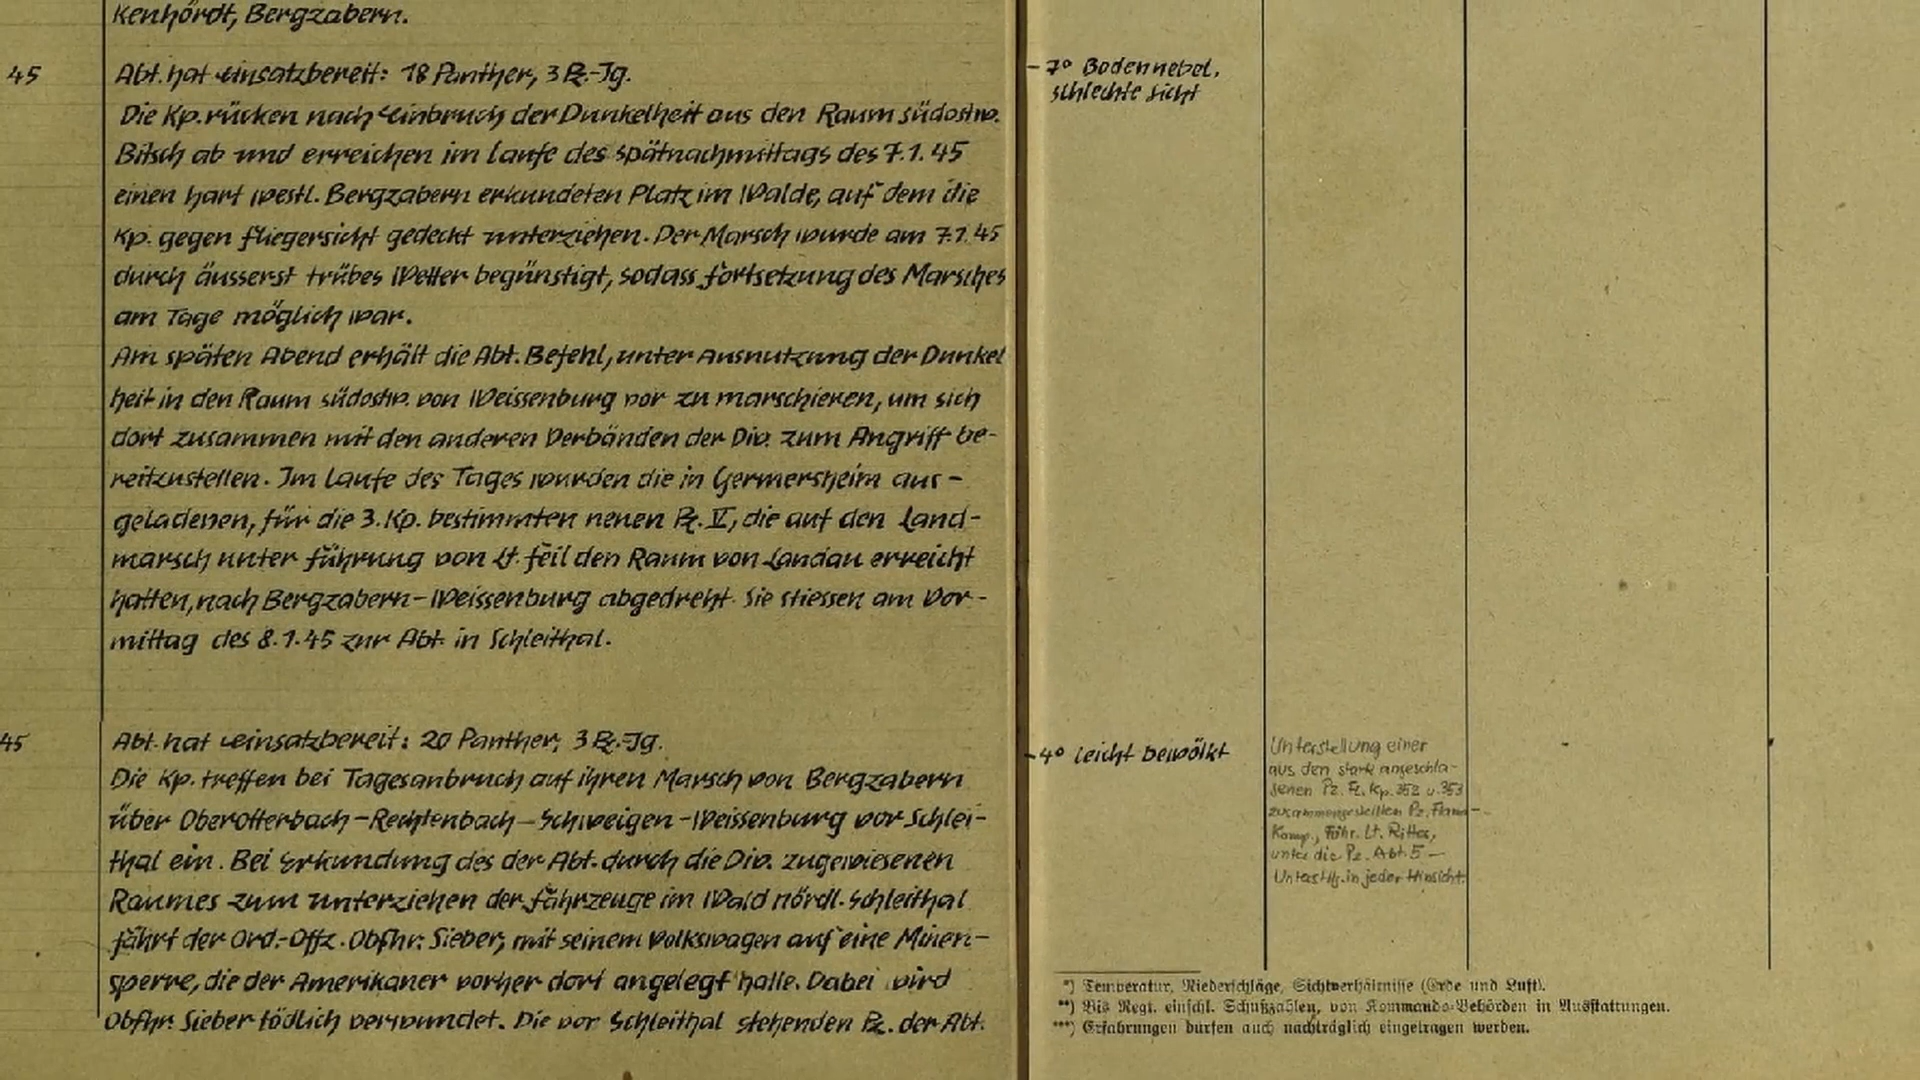 Kenhördt, Bergzabern.
45
Abt. hat einsatzbereit: 18 Panther, 3 Pz.-Jg.
Die Kp. rücken nach Einbruch der Dunkelheit aus den Raum südostw.
Bitsch ab und erreichen im Laufe des Spätnachmittags des 7.1.45
einen hart westl. Bergzabern erkundeten Platz im Walde, auf dem die
Kp. gegen Fliegersicht gedeckt unterziehen. Der Marsch wurde am 7.1.45
durch äusserst trübes Wetter begünstigt, sodass Fortsetzung des Marsches
am Tage möglich war.
Am späten Abend erhält die Abt. Befehl, unter Ausnutzung der Dunkel
heit in den Raum südostw. von Weissenburg vor zu marschieren, um sich
dort zusammen mit den anderen Verbänden der Div. zum Angriff be-
reitzustellen. Im Laufe des Tages wurden die in Germersheim aus-
geladenen, für die 3. Kp. bestimmten neuen Pz. V, die auf den Land-
marsch unter Führung von Lt. Feil den Raum von Landau erreicht
hatten, nach Bergzabern-Weissenburg abgedreht. Sie stiessen am Vor-
mittag des 8.1.45 zur Abt. in Schleithal.
45
Abt. hat einsatzbereit: 20 Panther, 3 Pz.-Jg.
Die Kp. treffen bei Tagesanbruch auf ihren Marsch von Bergzabern
über Oberotterbach-Rechtenbach-Schweigen-Weissenburg vor Schlei-
thal ein. Bei Erkundung des der Abt. durch die Div. zugewiesenen
Raumes zum unterziehen der Fahrzeuge im Wald nördl. Schleithal
fährt der Ord.-Offz. Obfhr. Sieber, mit seinem Volkswagen auf eine Minen-
sperre, die der Amerikaner vorher dort angelegt hatte. Dabei wird
Obfhr. Sieber tödlich verwundet. Die vor Schleithal stehenden Pz. der Abt.
-7° Bodennebel,
schlechte Sicht
-4° leicht bewölkt
Unterstellung einer
aus den stark angeschla-
genen Pz. Fl. Kp. 352 u. 353
zusammengestellten Pz. Flamm-
Komp., Führ. Lt. Ritter,
unter die Pz. Abt. 5 —
Unterstlg. in jeder Hinsicht.
*) Temperatur, Niederschläge, Sichtverhältnisse (Erde und Luft).
**) Bis Regt. einschl. Schußzahlen, von Kommando-Behörden in Ausstattungen.
***) Erfahrungen dürfen auch nachträglich eingetragen werden.